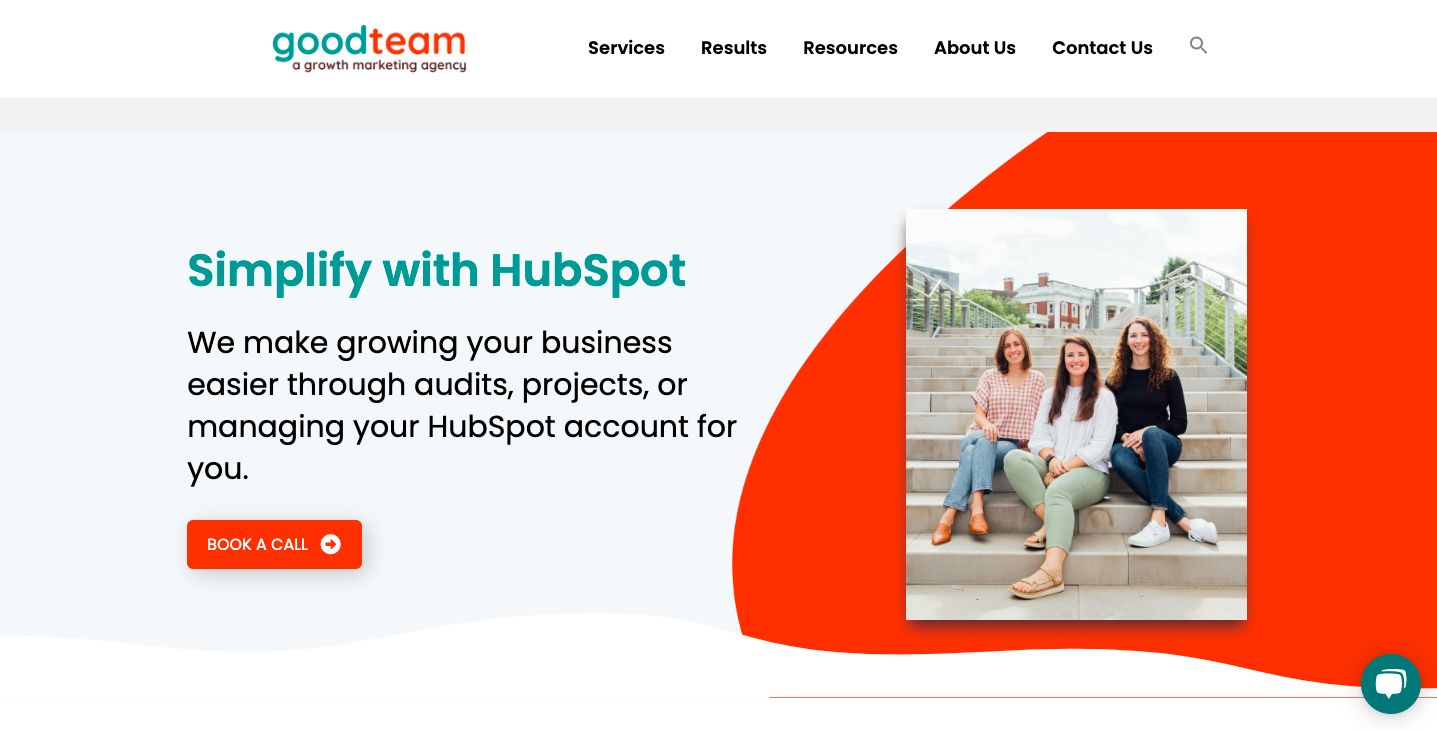 goodteam
a growth marketing agency
Services Results Resources About Us Contact Us
Simplify with HubSpot
We make growing your business
easier through audits, projects, or
managing your HubSpot account for
you.
BOOK A CALL